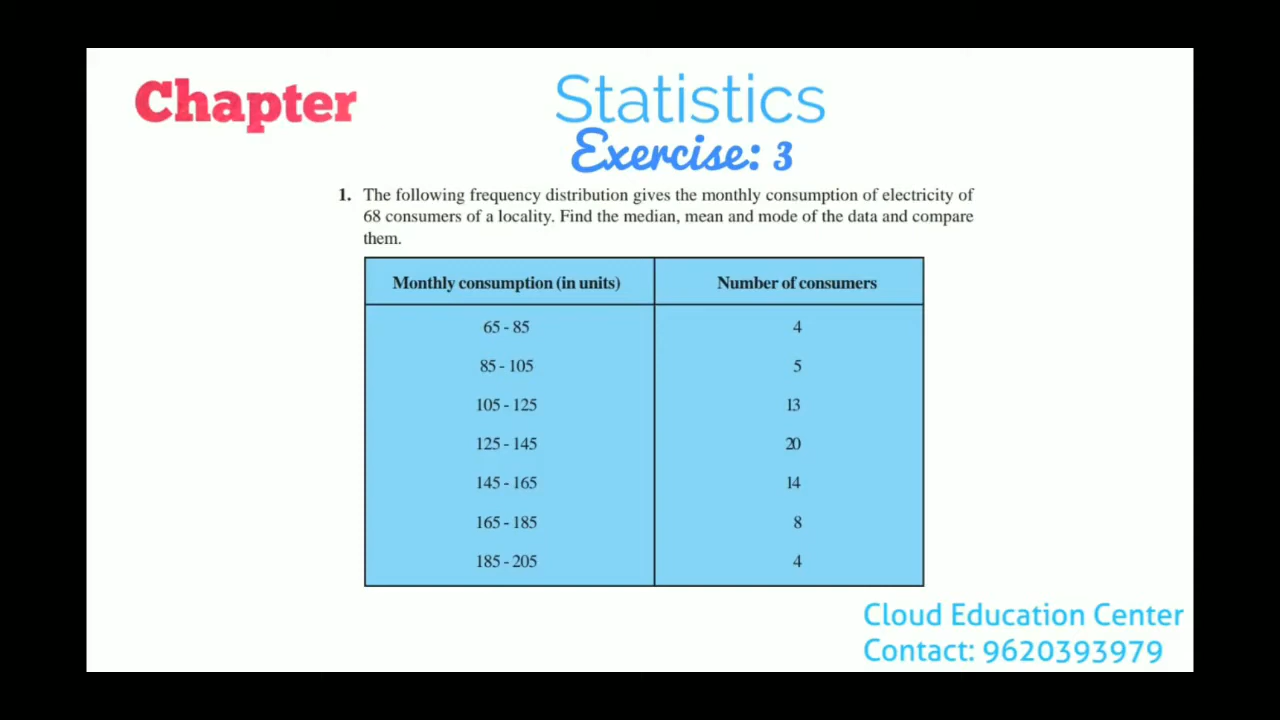 Chapter
Statistics
Exercise: 3
1. The following frequency distribution gives the monthly consumption of electricity of
68 consumers of a locality. Find the median, mean and mode of the data and compare
them.
Monthly consumption (in units) Number of consumers
65 - 85 4
85 - 105 5
105 - 125 13
125 - 145 20
145 - 165 14
165 - 185 8
185 - 205 4
Cloud Education Center
Contact: 9620393979